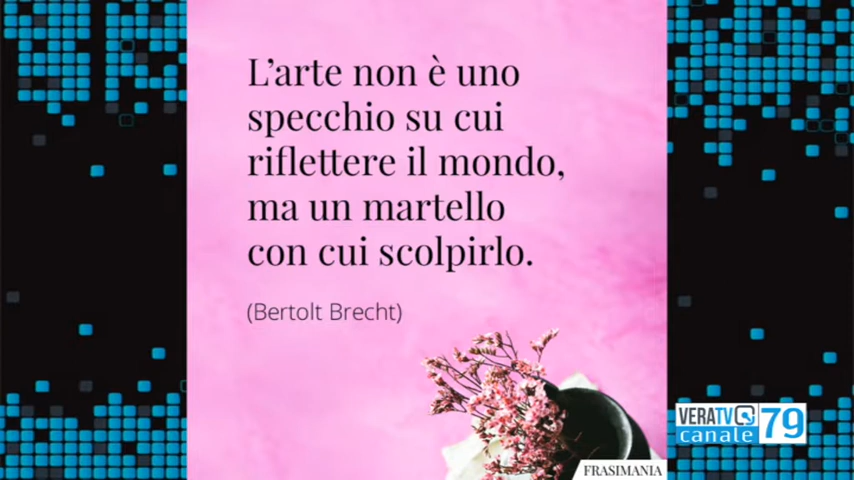 L’arte non è uno
specchio su cui
riflettere il mondo,
ma un martello
con cui scolpirlo.
(Bertolt Brecht)
FRASIMANIA
VERATV
canale 79